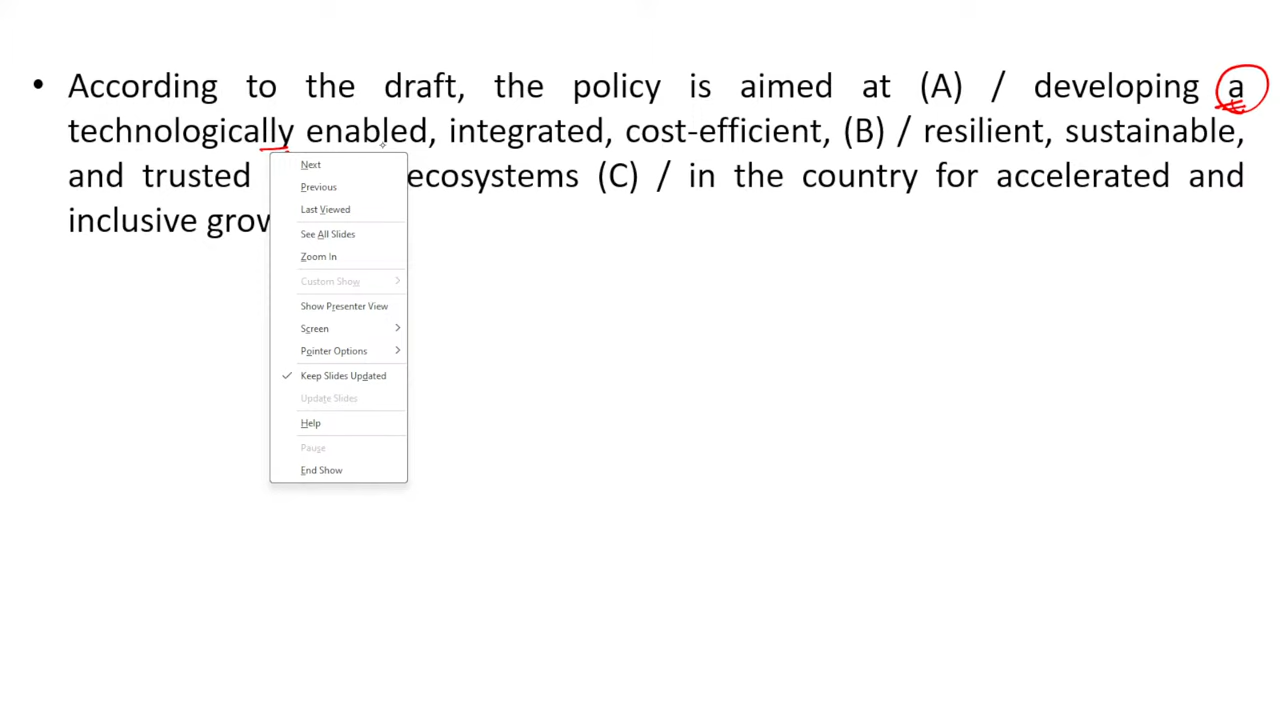 • According to the draft, the policy is aimed at (A) / developing a
technologically enabled, integrated, cost-efficient, (B) / resilient, sustainable,
and trusted ecosystems (C) / in the country for accelerated and
inclusive
Next
Previous
Last Viewed
See All Slides
Zoom In
Custom Show
Show Presenter View
Screen
Pointer Options
Keep Slides Updated
Update Slides
Help
Pause
End Show